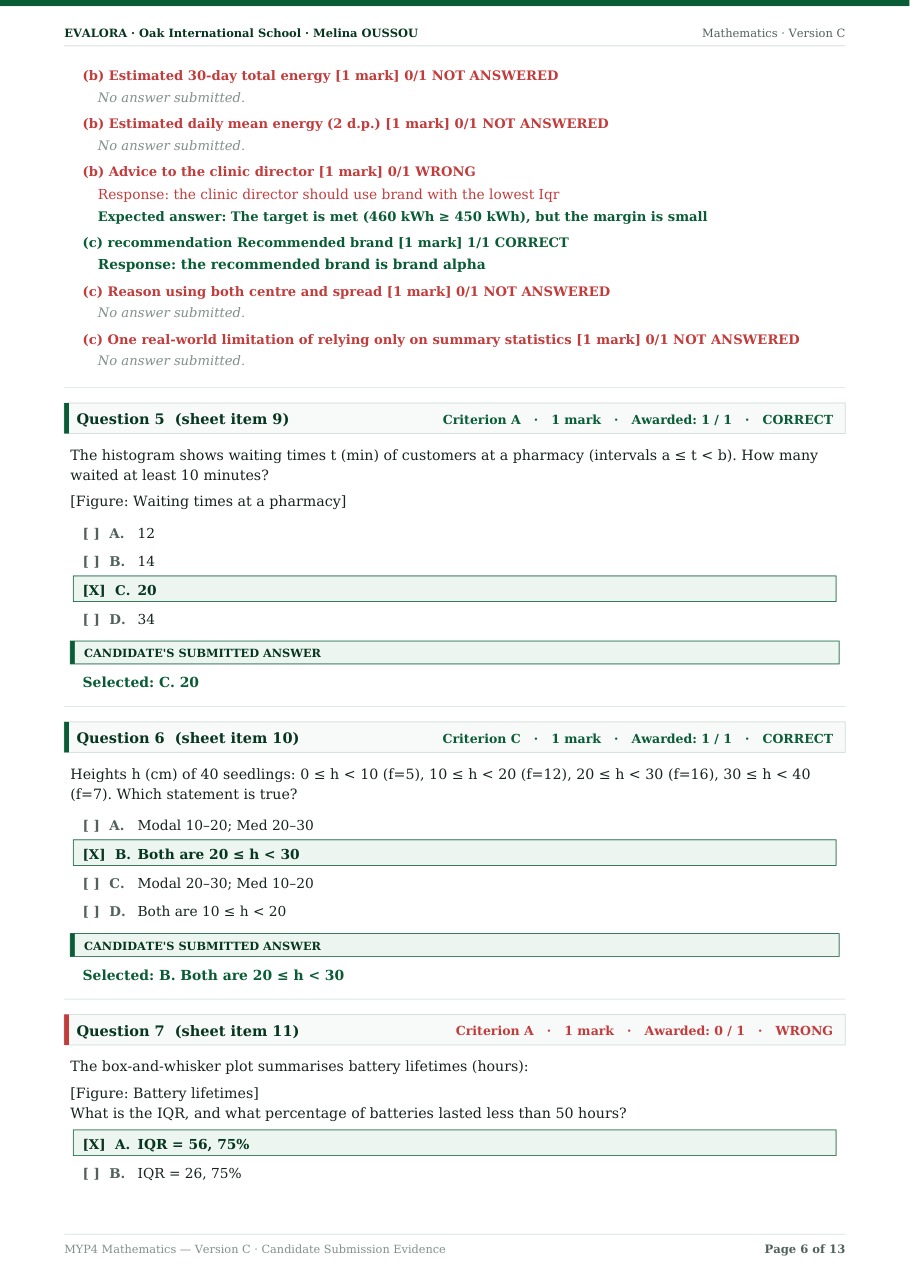 EVALORA · Oak International School · Melina OUSSOU
Mathematics · Version C
(b) Estimated 30-day total energy [1 mark] 0/1 NOT ANSWERED
No answer submitted.
(b) Estimated daily mean energy (2 d.p.) [1 mark] 0/1 NOT ANSWERED
No answer submitted.
(b) Advice to the clinic director [1 mark] 0/1 WRONG
Response: the clinic director should use brand with the lowest Iqr
Expected answer: The target is met (460 kWh ≥ 450 kWh), but the margin is small
(c) recommendation Recommended brand [1 mark] 1/1 CORRECT
Response: the recommended brand is brand alpha
(c) Reason using both centre and spread [1 mark] 0/1 NOT ANSWERED
No answer submitted.
(c) One real-world limitation of relying only on summary statistics [1 mark] 0/1 NOT ANSWERED
No answer submitted.
Question 5 (sheet item 9)
Criterion A · 1 mark · Awarded: 1 / 1 · CORRECT
The histogram shows waiting times t (min) of customers at a pharmacy (intervals a ≤ t < b). How many
waited at least 10 minutes?
[Figure: Waiting times at a pharmacy]
[ ] A. 12
[ ] B. 14
[X] C. 20
[ ] D. 34
CANDIDATE'S SUBMITTED ANSWER
Selected: C. 20
Question 6 (sheet item 10)
Criterion C · 1 mark · Awarded: 1 / 1 · CORRECT
Heights h (cm) of 40 seedlings: 0 ≤ h < 10 (f=5), 10 ≤ h < 20 (f=12), 20 ≤ h < 30 (f=16), 30 ≤ h < 40
(f=7). Which statement is true?
[ ] A. Modal 10–20; Med 20–30
[X] B. Both are 20 ≤ h < 30
[ ] C. Modal 20–30; Med 10–20
[ ] D. Both are 10 ≤ h < 20
CANDIDATE'S SUBMITTED ANSWER
Selected: B. Both are 20 ≤ h < 30
Question 7 (sheet item 11)
Criterion A · 1 mark · Awarded: 0 / 1 · WRONG
The box-and-whisker plot summarises battery lifetimes (hours):
[Figure: Battery lifetimes]
What is the IQR, and what percentage of batteries lasted less than 50 hours?
[X] A. IQR = 56, 75%
[ ] B. IQR = 26, 75%
MYP4 Mathematics — Version C · Candidate Submission Evidence
Page 6 of 13